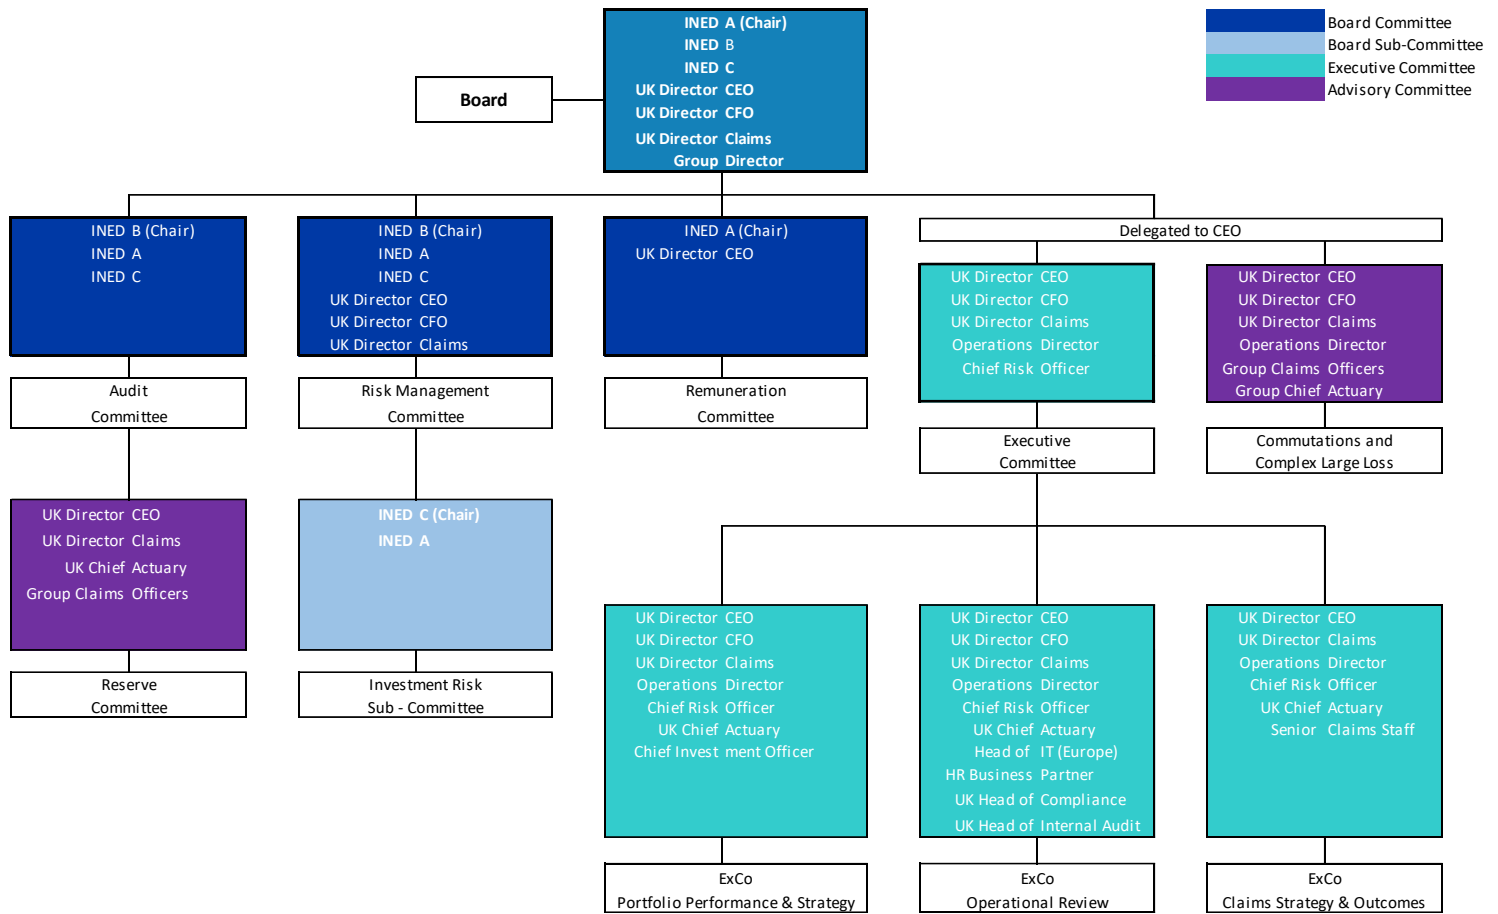 INED A (Chair)
INED B
INED C
UK Director CEO
UK Director CFO
UK Director Claims
Group Director
Board
Board Committee
Board Sub-Committee
Executive Committee
Advisory Committee
INED B (Chair)
INED A
INED C
Audit
Committee
INED B (Chair)
INED A
INED C
UK Director CEO
UK Director CFO
UK Director Claims
Risk Management
Committee
INED A (Chair)
UK Director CEO
Remuneration
Committee
Delegated to CEO
UK Director CEO
UK Director CFO
UK Director Claims
Operations Director
Chief Risk Officer
Executive
Committee
UK Director CEO
UK Director CFO
UK Director Claims
Operations Director
Group Claims Officers
Group Chief Actuary
Commutations and
Complex Large Loss
UK Director CEO
UK Director Claims
UK Chief Actuary
Group Claims Officers
Reserve
Committee
INED C (Chair)
INED A
Investment Risk
Sub - Committee
UK Director CEO
UK Director CFO
UK Director Claims
Operations Director
Chief Risk Officer
UK Chief Actuary
Chief Invest ment Officer
ExCo
Portfolio Performance & Strategy
UK Director CEO
UK Director CFO
UK Director Claims
Operations Director
Chief Risk Officer
UK Chief Actuary
Head of IT (Europe)
HR Business Partner
UK Head of Compliance
UK Head of Internal Audit
ExCo
Operational Review
UK Director CEO
UK Director Claims
Operations Director
Chief Risk Officer
UK Chief Actuary
Senior Claims Staff
ExCo
Claims Strategy & Outcomes